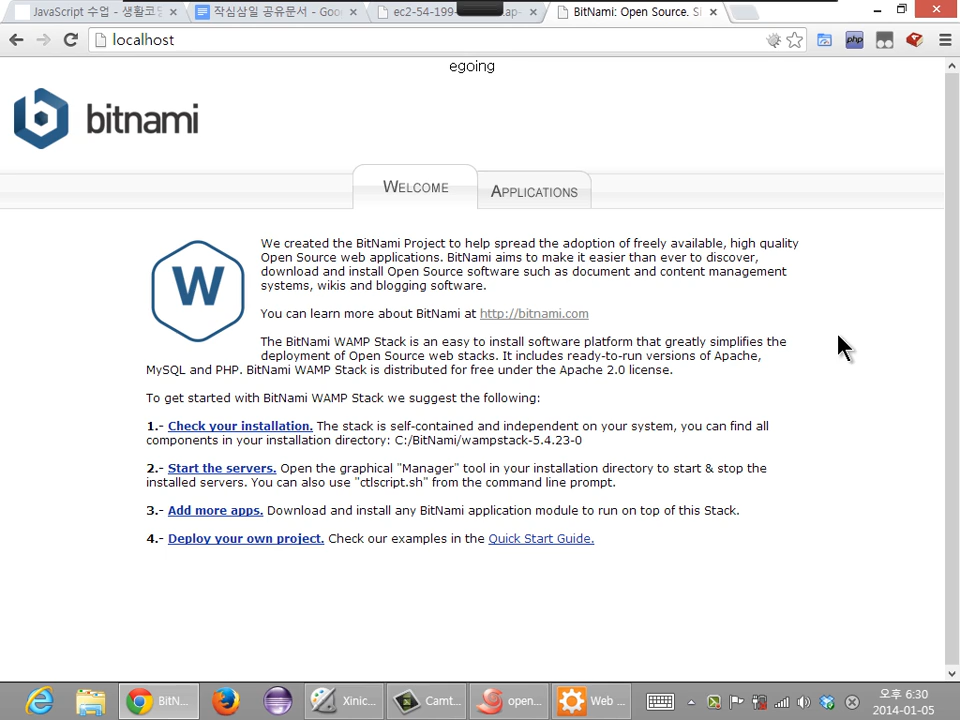 JavaScript 수업 - 생활코딩
작심삼일 공유문서 - Goo
ec2-54-199-
ap-
BitNami: Open Source. Si
localhost
php
egoing
bitnami
WELCOME
APPLICATIONS
W
We created the BitNami Project to help spread the adoption of freely available, high quality
Open Source web applications. BitNami aims to make it easier than ever to discover,
download and install Open Source software such as document and content management
systems, wikis and blogging software.
You can learn more about BitNami at http://bitnami.com
The BitNami WAMP Stack is an easy to install software platform that greatly simplifies the
deployment of Open Source web stacks. It includes ready-to-run versions of Apache,
MySQL and PHP. BitNami WAMP Stack is distributed for free under the Apache 2.0 license.
To get started with BitNami WAMP Stack we suggest the following:
1.- Check your installation. The stack is self-contained and independent on your system, you can find all
components in your installation directory: C:/BitNami/wampstack-5.4.23-0
2.- Start the servers. Open the graphical "Manager" tool in your installation directory to start & stop the
installed servers. You can also use "ctlscript.sh" from the command line prompt.
3.- Add more apps. Download and install any BitNami application module to run on top of this Stack.
4.- Deploy your own project. Check our examples in the Quick Start Guide.
BitN...
Xinic...
Camt...
open...
Web ...
오후 6:30
2014-01-05